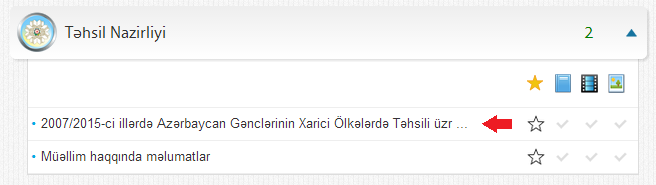 Təhsil Nazirliyi 2
2007/2015-ci illərdə Azərbaycan Gənclərinin Xarici Ölkələrdə Təhsili üzr ...
Müəllim haqqında məlumatlar